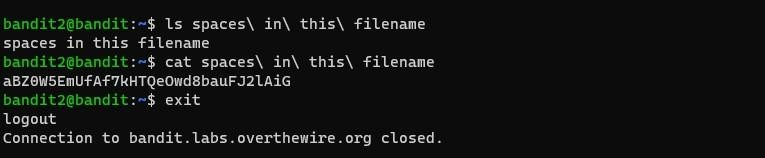 bandit2@bandit:~$ ls spaces\ in\ this\ filename
spaces in this filename
bandit2@bandit:~$ cat spaces\ in\ this\ filename
aBZ0W5EmUfAf7kHTQeOwd8bauFJ2lAiG
bandit2@bandit:~$ exit
logout
Connection to bandit.labs.overthewire.org closed.